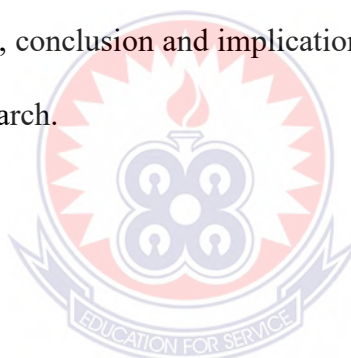 , conclusion and implication
arch.
EDUCATION FOR SERVICE